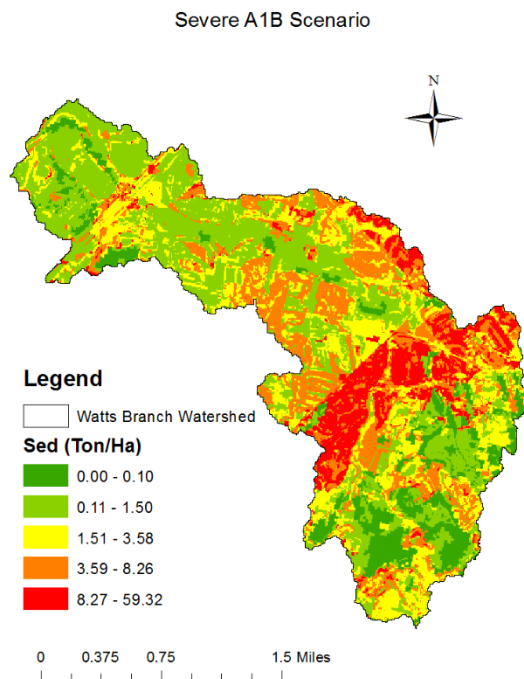 Severe A1B Scenario
N
Legend
Watts Branch Watershed
Sed (Ton/Ha)
0.00 - 0.10
0.11 - 1.50
1.51 - 3.58
3.59 - 8.26
8.27 - 59.32
0 0.375 0.75 1.5 Miles